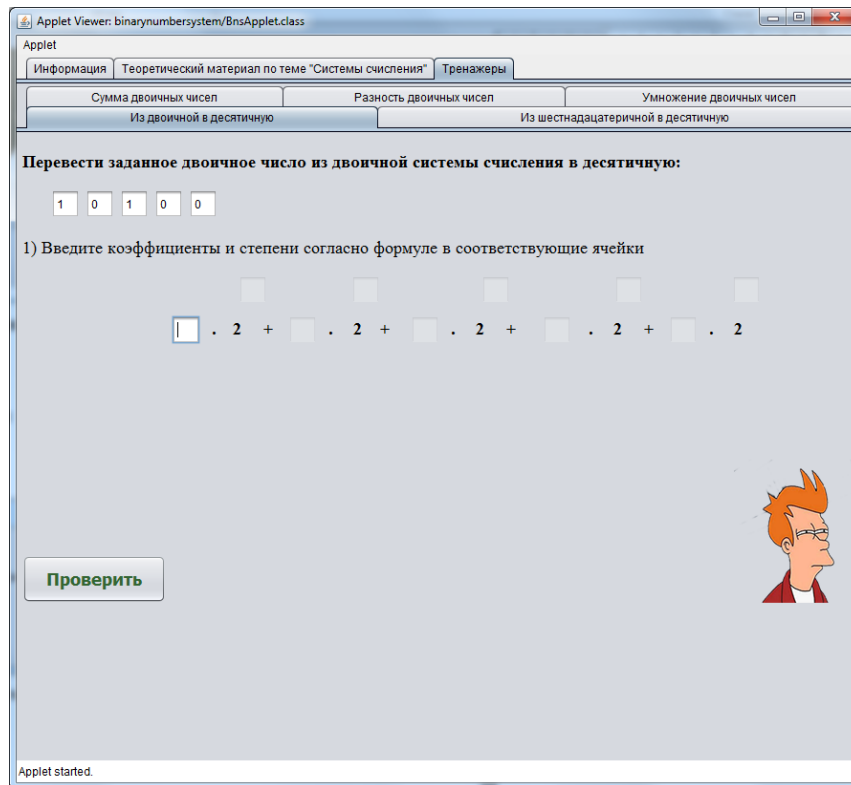 Applet Viewer: binarynumbersystem/BnsApplet.class
Applet
Информация Теоретический материал по теме "Системы счисления" Тренажеры
Сумма двоичных чисел Разность двоичных чисел Умножение двоичных чисел
Из двоичной в десятичную Из шестнадацатеричной в десятичную
Перевести заданное двоичное число из двоичной системы счисления в десятичную:
1 0 1 0 0
1) Введите коэффициенты и степени согласно формуле в соответствующие ячейки
. 2 + . 2 + . 2 + . 2 + . 2
Проверить
Applet started.